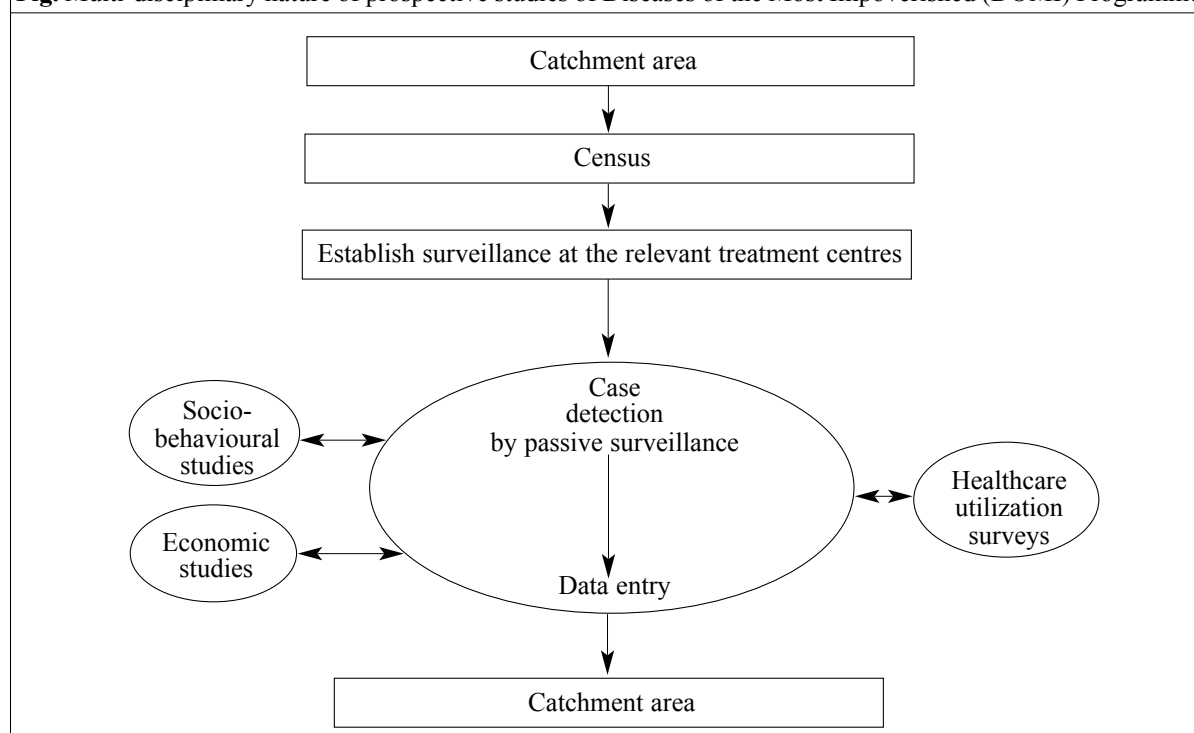 Fig. Multi-disciplinary nature of prospective studies of Diseases of the Most Impoverished (DOMI) Programme
Catchment area
Census
Establish surveillance at the relevant treatment centres
Case
detection
by passive surveillance
Socio-
behavioural
studies
Healthcare
utilization
surveys
Economic
studies
Data entry
Catchment area